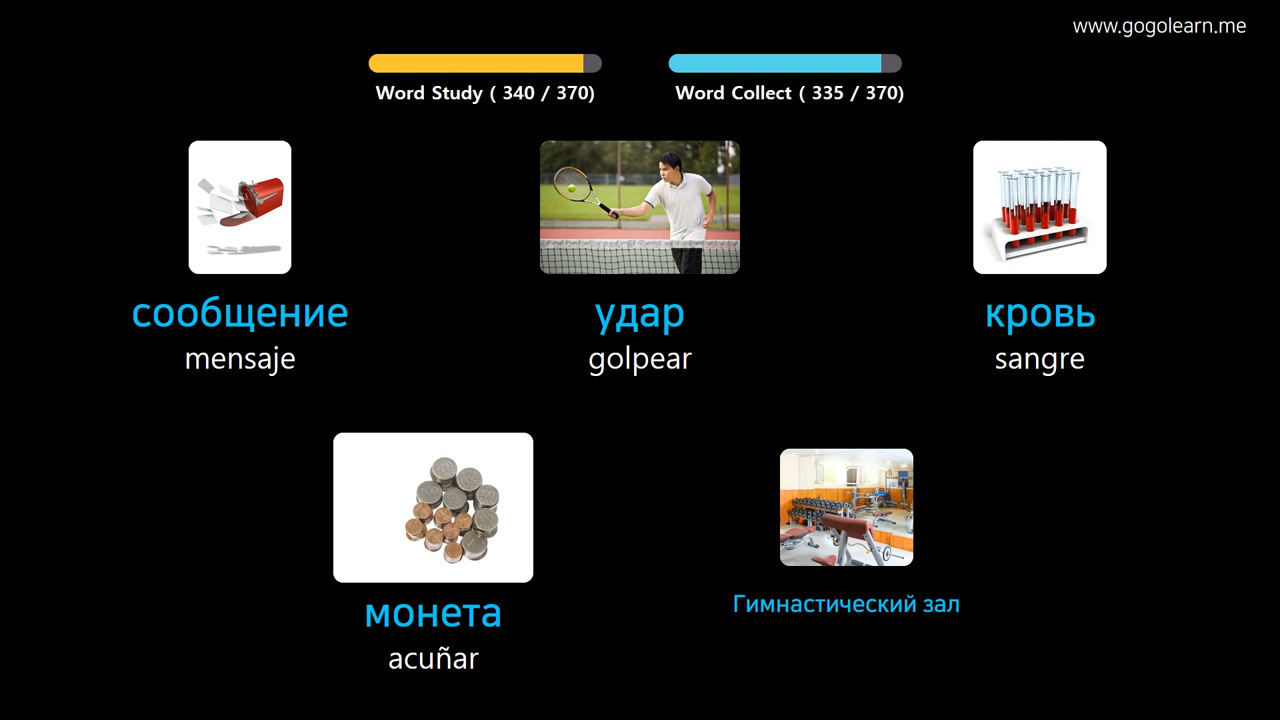 www.gogolearn.me
Word Study ( 340 / 370)
Word Collect ( 335 / 370)
сообщение
mensaje
удар
golpear
кровь
sangre
монета
acuñar
Гимнастический зал